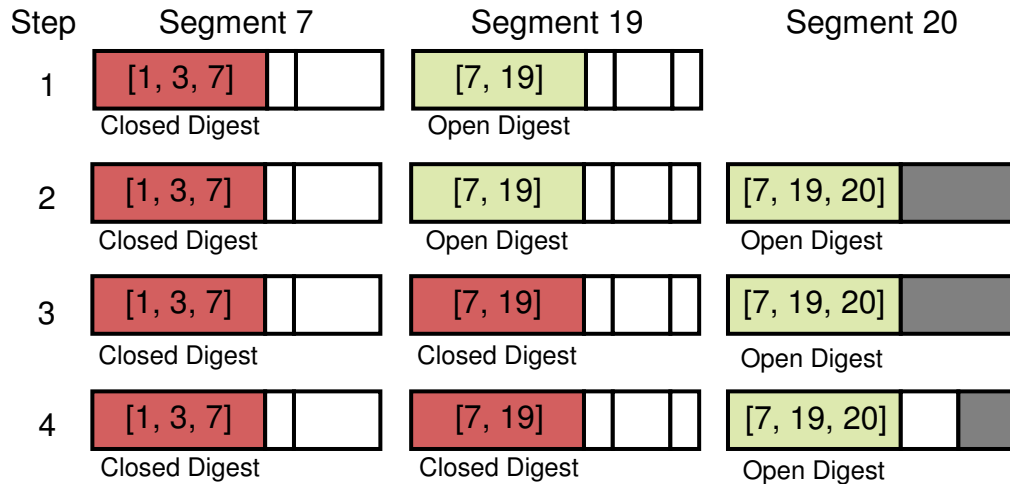 Step Segment 7 Segment 19 Segment 20
1 [1, 3, 7] [7, 19]
Closed Digest Open Digest
2 [1, 3, 7] [7, 19] [7, 19, 20]
Closed Digest Open Digest Open Digest
3 [1, 3, 7] [7, 19] [7, 19, 20]
Closed Digest Closed Digest Open Digest
4 [1, 3, 7] [7, 19] [7, 19, 20]
Closed Digest Closed Digest Open Digest